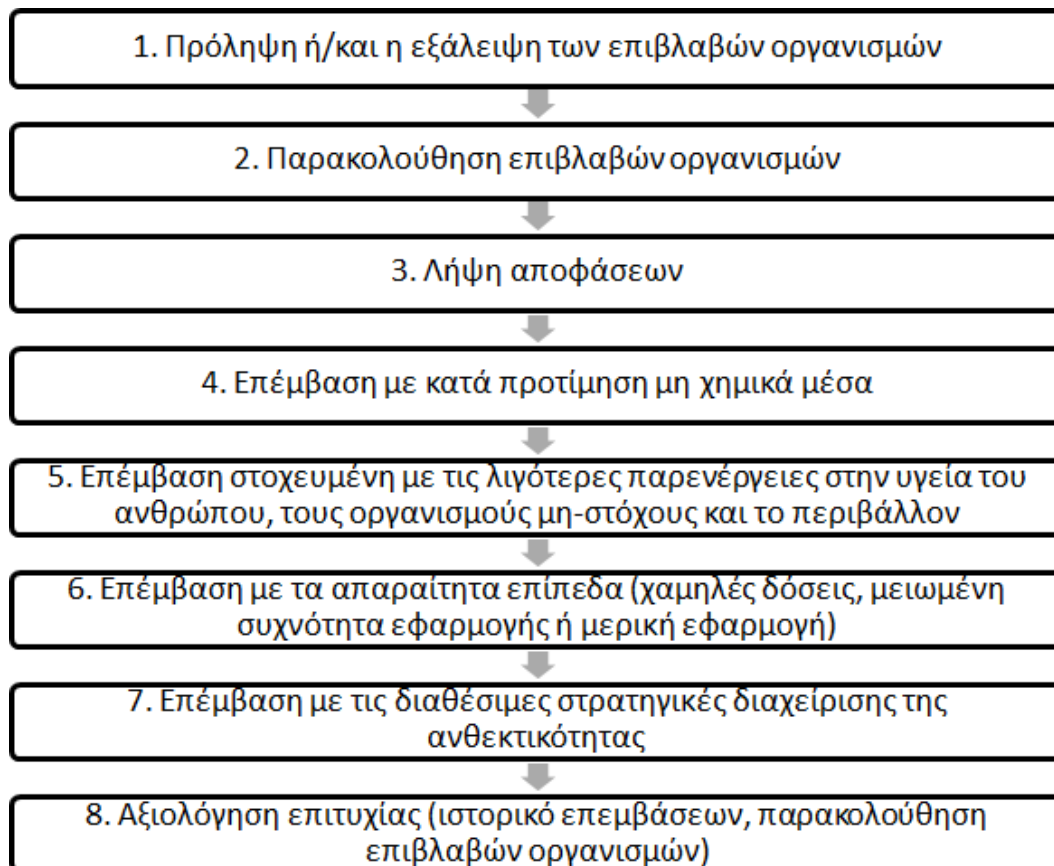 1. Πρόληψη ή/και η εξάλειψη των επιβλαβών οργανισμών
2. Παρακολούθηση επιβλαβών οργανισμών
3. Λήψη αποφάσεων
4. Επέμβαση με κατά προτίμηση μη χημικά μέσα
5. Επέμβαση στοχευμένη με τις λιγότερες παρενέργειες στην υγεία του
ανθρώπου, τους οργανισμούς μη-στόχους και το περιβάλλον
6. Επέμβαση με τα απαραίτητα επίπεδα (χαμηλές δόσεις, μειωμένη
συχνότητα εφαρμογής ή μερική εφαρμογή)
7. Επέμβαση με τις διαθέσιμες στρατηγικές διαχείρισης της
ανθεκτικότητας
8. Αξιολόγηση επιτυχίας (ιστορικό επεμβάσεων, παρακολούθηση
επιβλαβών οργανισμών)